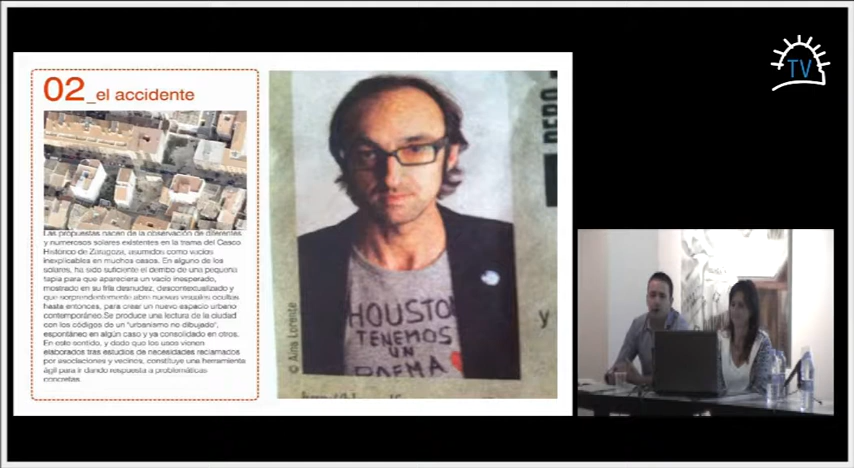 TV
02_el accidente
Las propuestas nacen de la observación de diferentes
y numerosos solares existentes en la trama del Casco
Histórico de Zaragoza, asumidos como vacíos
inexplicables en muchos casos. En alguno de los
solares, ha sido suficiente el derribo de una pequeña
tapia para que apareciera un vacío inesperado,
mostrado en su fría desnudez, descontextualizado y
que sorprendentemente abre nuevas visuales ocultas
hasta entonces, para crear un nuevo espacio urbano
contemporáneo.Se produce una lectura de la ciudad
con los códigos de un "urbanismo no dibujado",
espontáneo en algún caso y ya consolidado en otros.
En este sentido, y dado que los usos vienen
elaborados tras estudios de necesidades reclamados
por asociaciones y vecinos, constituye una herramienta
ágil para ir dando respuesta a problemáticas
concretas.
© Aina Lorente
HOUSTON
TENEMOS
UN
POEMA
y